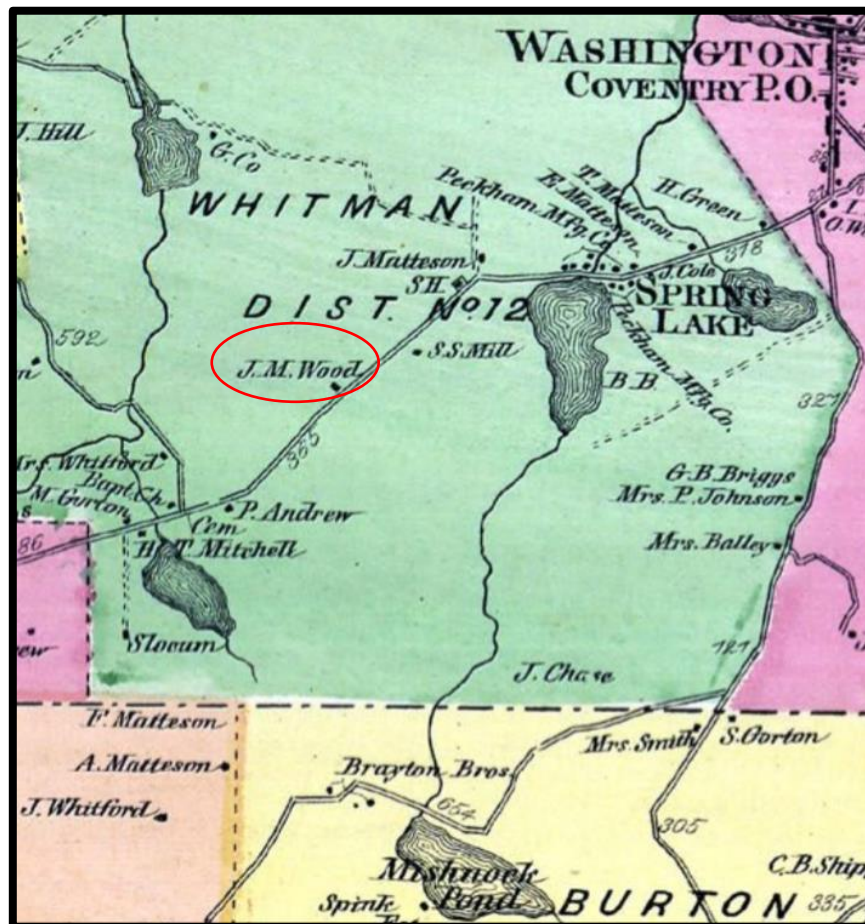 WASHINGTON
COVENTRY P.O.
J. Hill
G. Co
WHITMAN
Peckham Mfg. Co.
E. Matteson
T. Matteson
H. Green
318
J. Matteson
S.H.
J. Cole
DIST. No 12
SPRING
LAKE
592
J. M. Wood
S.S. Mill
B.B
Peckham Mfg. Co.
321
365
Mrs. Whitford
Bapt. Ch
M. Gorton
G. B. Briggs
Mrs. P. Johnson
P. Andrew
Cem
86
H. T. Mitchell
Mrs. Balley
Slocum
121
J. Chase
F. Matteson
Mrs. Smith
S. Gorton
A. Matteson
Brayton Bros.
J. Whitford
654
305
Mishnock
Pond
C. B. Ship
Spink
BURTON
335